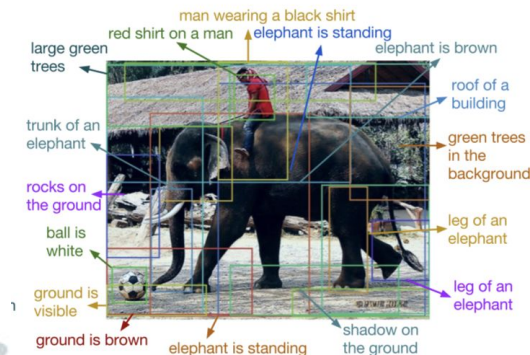 man wearing a black shirt
red shirt on a man
elephant is standing
large green
trees
elephant is brown
roof of a
building
trunk of an
elephant
green trees
in the
background
rocks on
the ground
leg of an
elephant
ball is
white
leg of an
elephant
ground is
visible
ground is brown
elephant is standing
shadow on
the ground